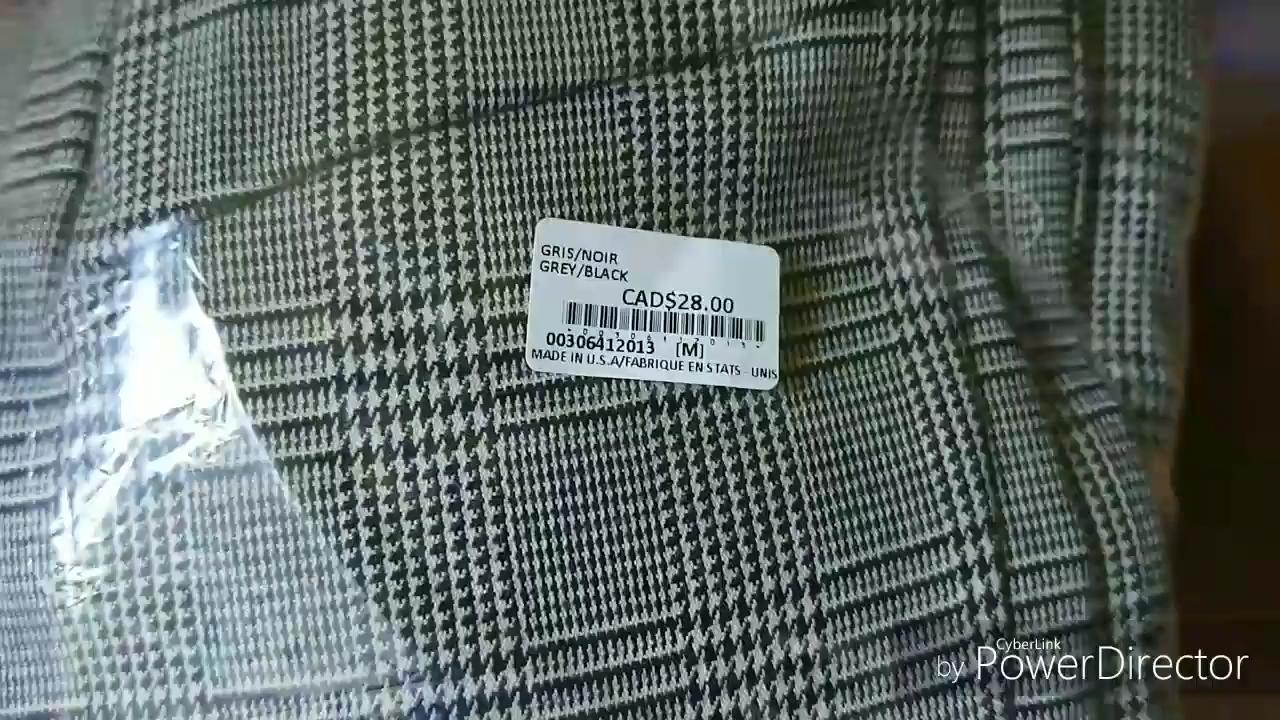 GRIS/NOIR
GREY/BLACK
CAD$28.00
00306412013 [M]
MADE IN U.S.A/FABRIQUE EN STATS - UNIS
CyberLink
by PowerDirector